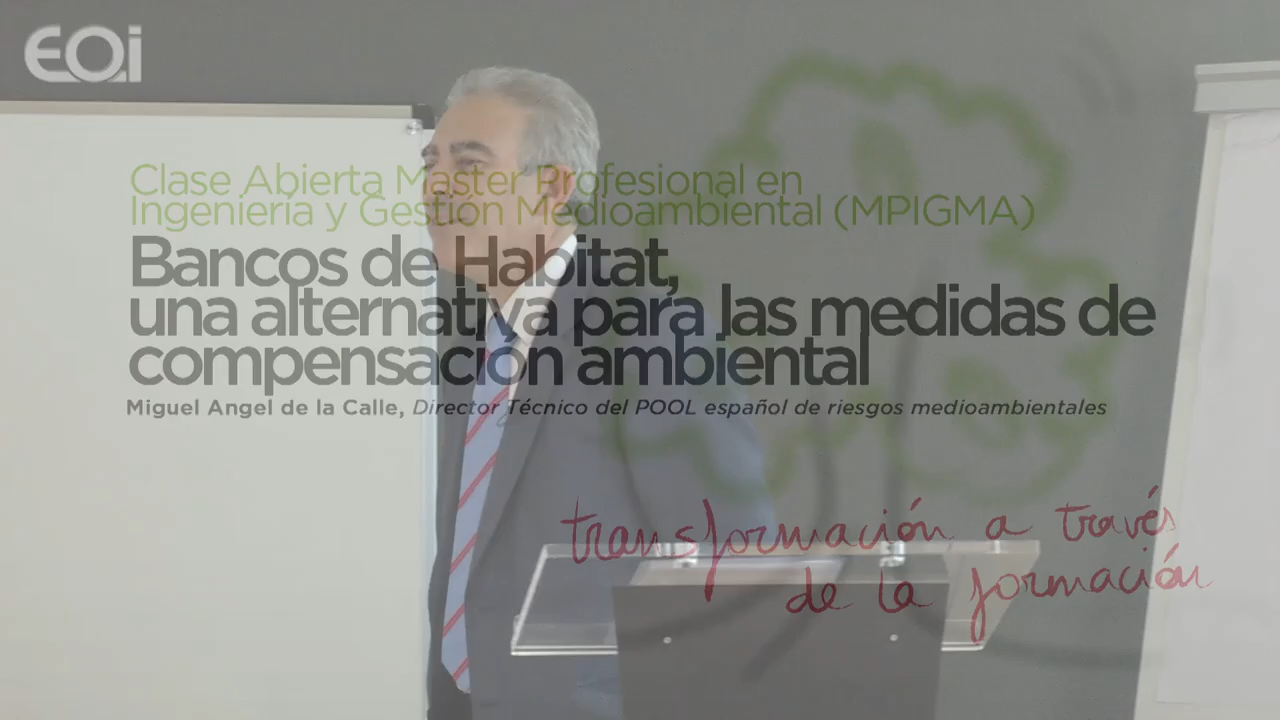 EOi
Clase Abierta Master Profesional en
Ingeniería y Gestión Medioambiental (MPIGMA)
Bancos de Habitat,
una alternativa para las medidas de
compensación ambiental
Miguel Angel de la Calle, Director Técnico del POOL español de riesgos medioambientales
transformación a través
de la formación